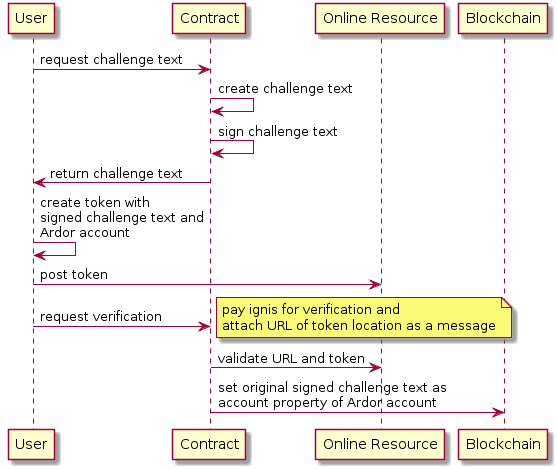 User
Contract
Online Resource
Blockchain
request challenge text
create challenge text
sign challenge text
return challenge text
create token with
signed challenge text and
Ardor account
post token
pay ignis for verification and
attach URL of token location as a message
request verification
validate URL and token
set original signed challenge text as
account property of Ardor account
User
Contract
Online Resource
Blockchain